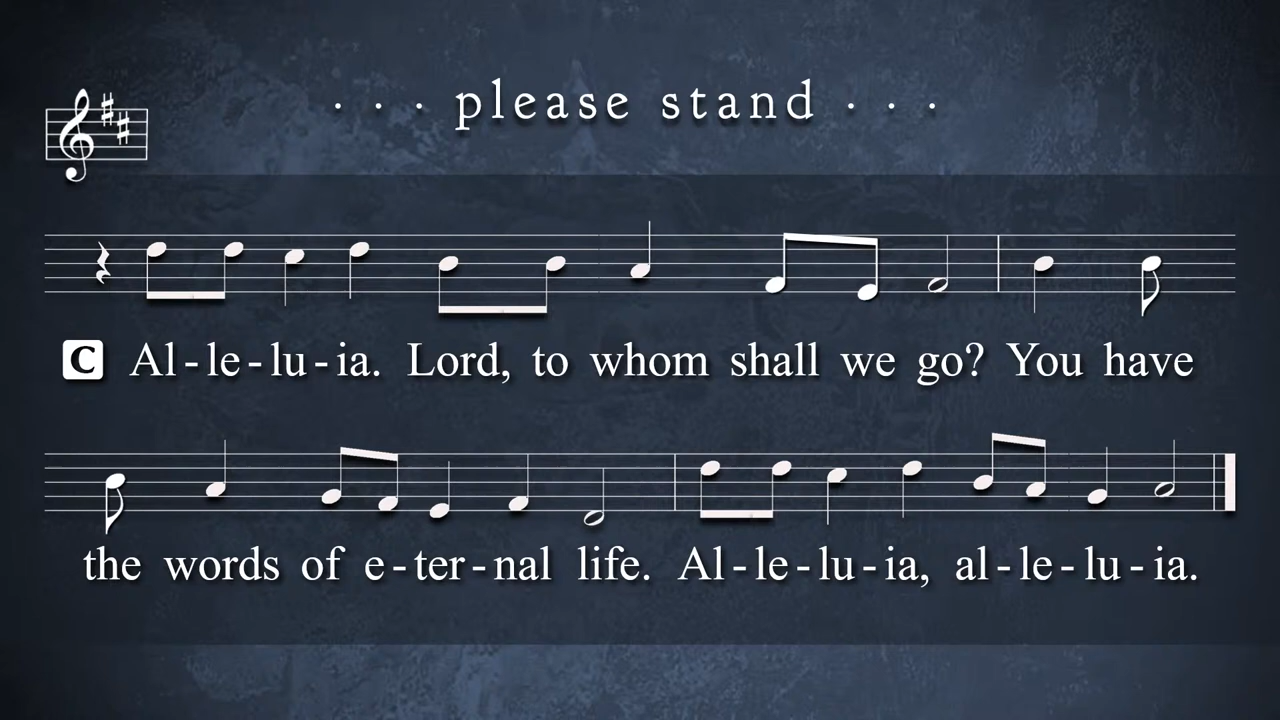 · · · please stand · · ·
C Al-le-lu-ia. Lord, to whom shall we go? You have
the words of e-ter-nal life. Al-le-lu-ia, al-le-lu-ia.